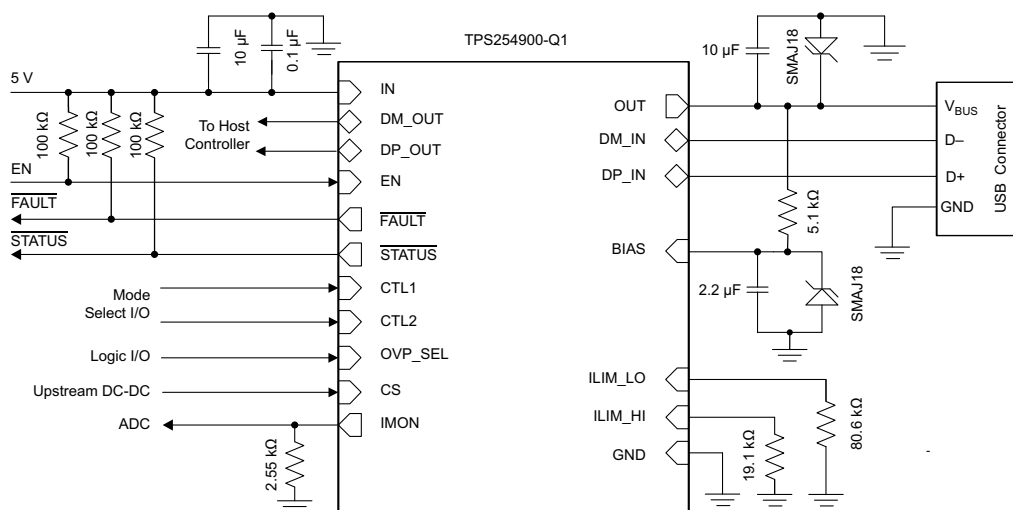 TPS254900-Q1
10 µF
0.1 µF
10 µF
SMAJ18
5 V
IN
OUT
V_BUS
100 kΩ
100 kΩ
100 kΩ
To Host
Controller
DM_OUT
DM_IN
D–
DP_OUT
DP_IN
D+
EN
EN
GND
USB Connector
FAULT
FAULT
5.1 kΩ
STATUS
STATUS
BIAS
2.2 µF
SMAJ18
Mode
Select I/O
CTL1
CTL2
Logic I/O
OVP_SEL
Upstream DC-DC
CS
ILIM_LO
ADC
IMON
ILIM_HI
80.6 kΩ
2.55 kΩ
GND
19.1 kΩ
-